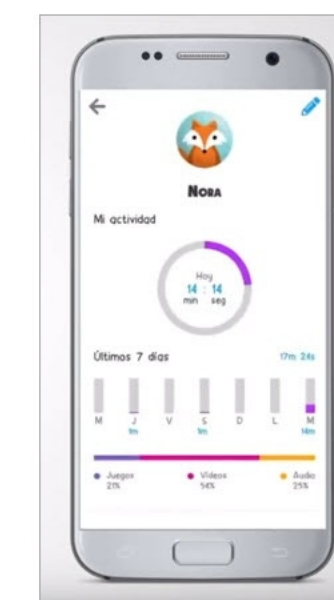 NORA
Mi actividad
Hoy
14 : 14
min seg
Últimos 7 días 17m 24s
M J V S D L M
1m 1m 14m
Juegos Vídeos Audio
21% 54% 25%